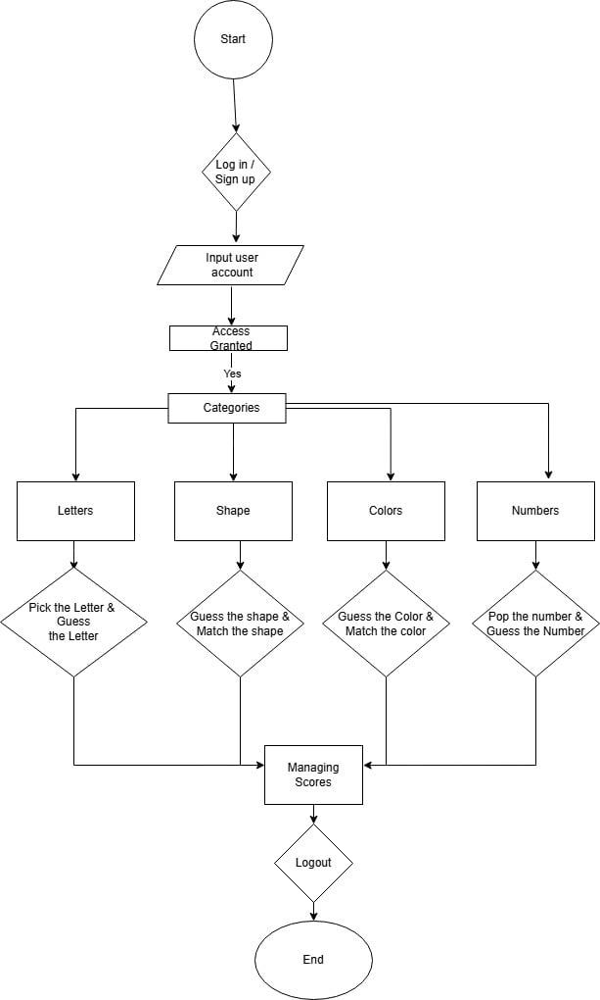 Start
Log in /
Sign up
Input user
account
Access
Granted
Yes
Categories
Letters
Shape
Colors
Numbers
Pick the Letter &
Guess
the Letter
Guess the shape &
Match the shape
Guess the Color &
Match the color
Pop the number &
Guess the Number
Managing
Scores
Logout
End